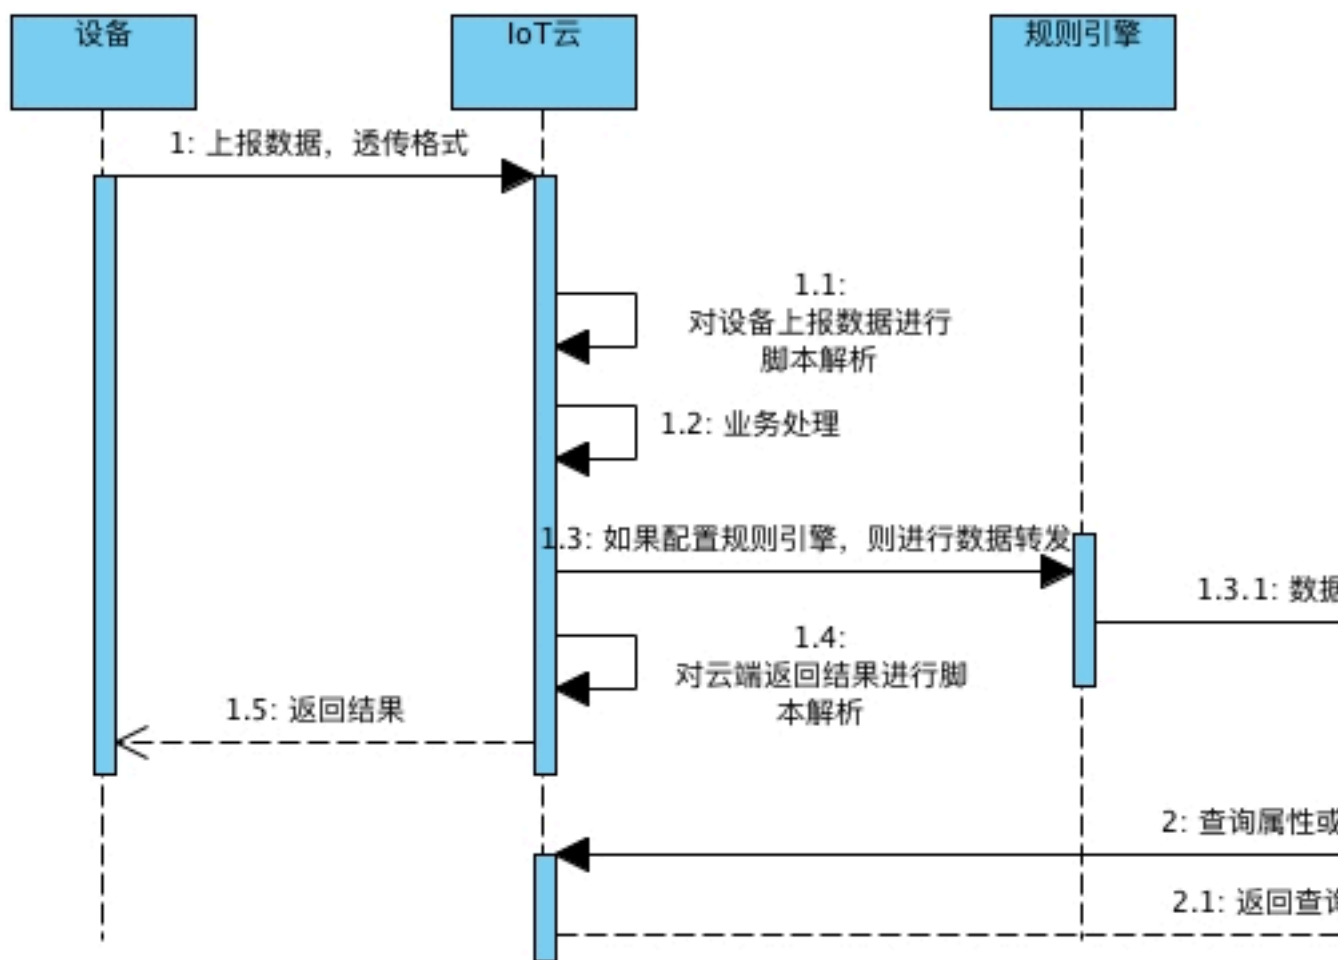 设备
IoT云
规则引擎
1: 上报数据，透传格式
1.1:
对设备上报数据进行
脚本解析
1.2: 业务处理
1.3: 如果配置规则引擎，则进行数据转发
1.3.1: 数据
1.4:
对云端返回结果进行脚
本解析
1.5: 返回结果
2: 查询属性或
2.1: 返回查询